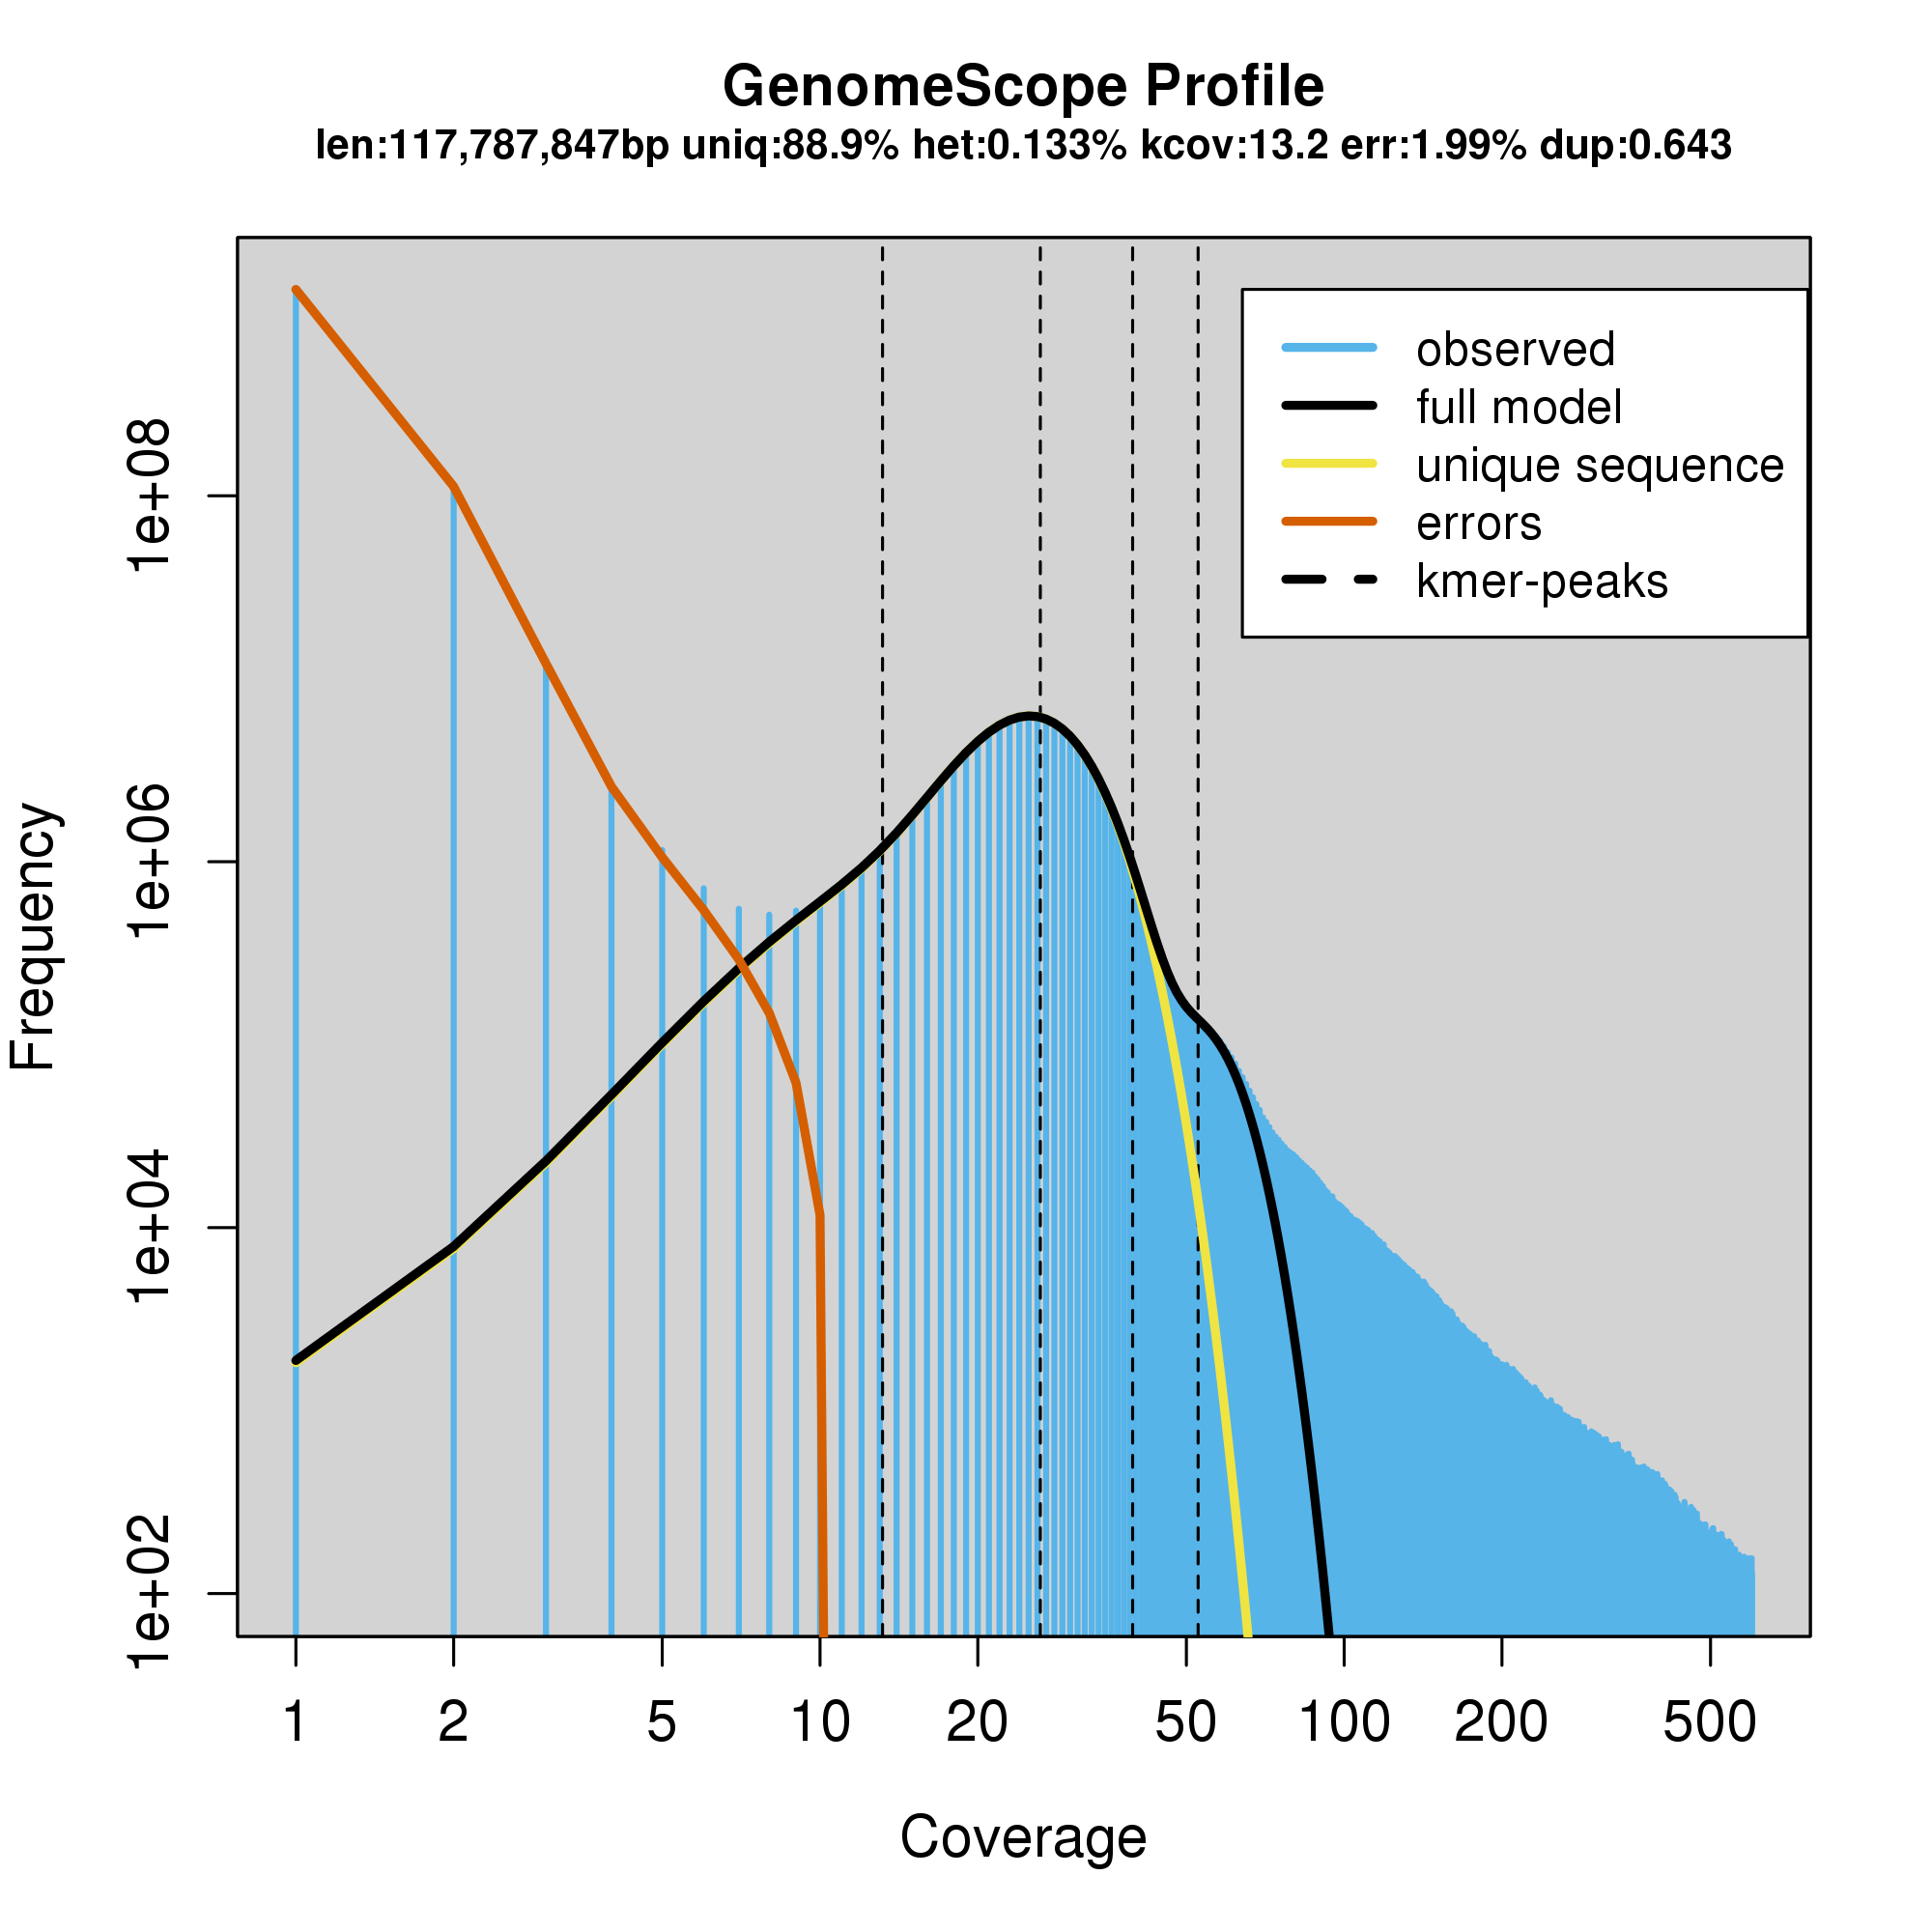 GenomeScope Profile
len:117,787,847bp uniq:88.9% het:0.133% kcov:13.2 err:1.99% dup:0.643
observed
full model
unique sequence
errors
kmer-peaks
Frequency
1e+08
1e+06
1e+04
1e+02
1 2 5 10 20 50 100 200 500
Coverage